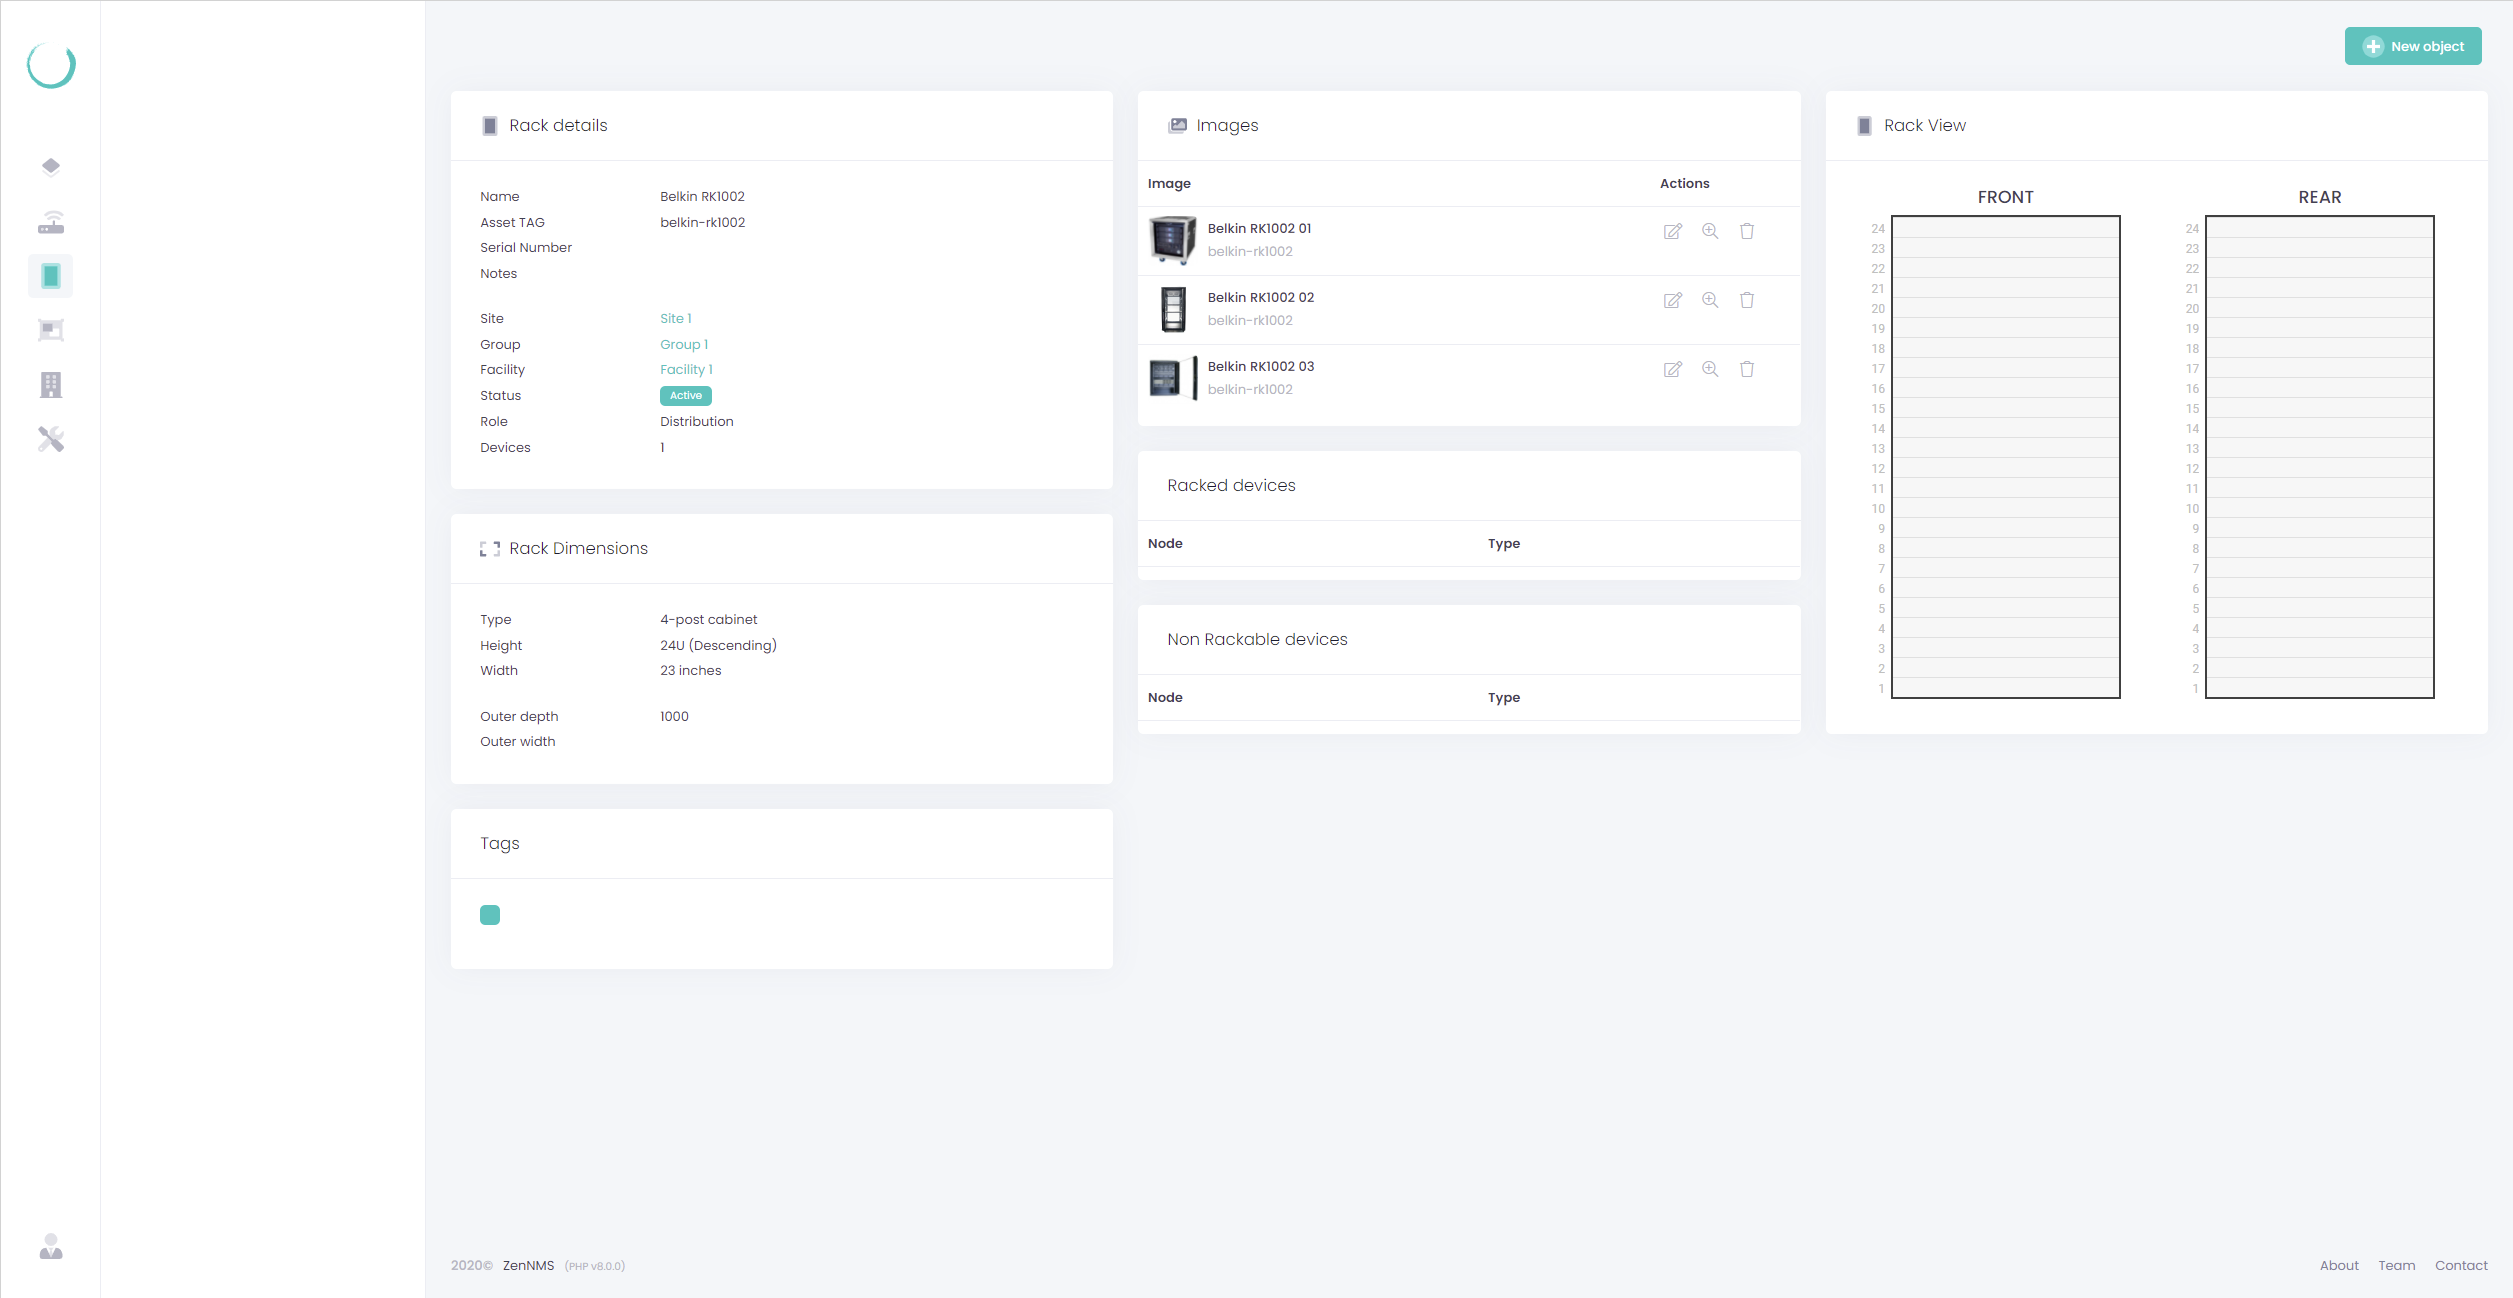 New object
Rack details
Name Belkin RK1002
Asset TAG belkin-rk1002
Serial Number
Notes
Site Site 1
Group Group 1
Facility Facility 1
Status Active
Role Distribution
Devices 1
Rack Dimensions
Type 4-post cabinet
Height 24U (Descending)
Width 23 inches
Outer depth 1000
Outer width
Tags
Images
Image Actions
Belkin RK1002 01
belkin-rk1002
Belkin RK1002 02
belkin-rk1002
Belkin RK1002 03
belkin-rk1002
Racked devices
Node Type
Non Rackable devices
Node Type
Rack View
FRONT REAR
24 24
23 23
22 22
21 21
20 20
19 19
18 18
17 17
16 16
15 15
14 14
13 13
12 12
11 11
10 10
9 9
8 8
7 7
6 6
5 5
4 4
3 3
2 2
1 1
2020© ZenNMS (PHP v8.0.0)
About Team Contact